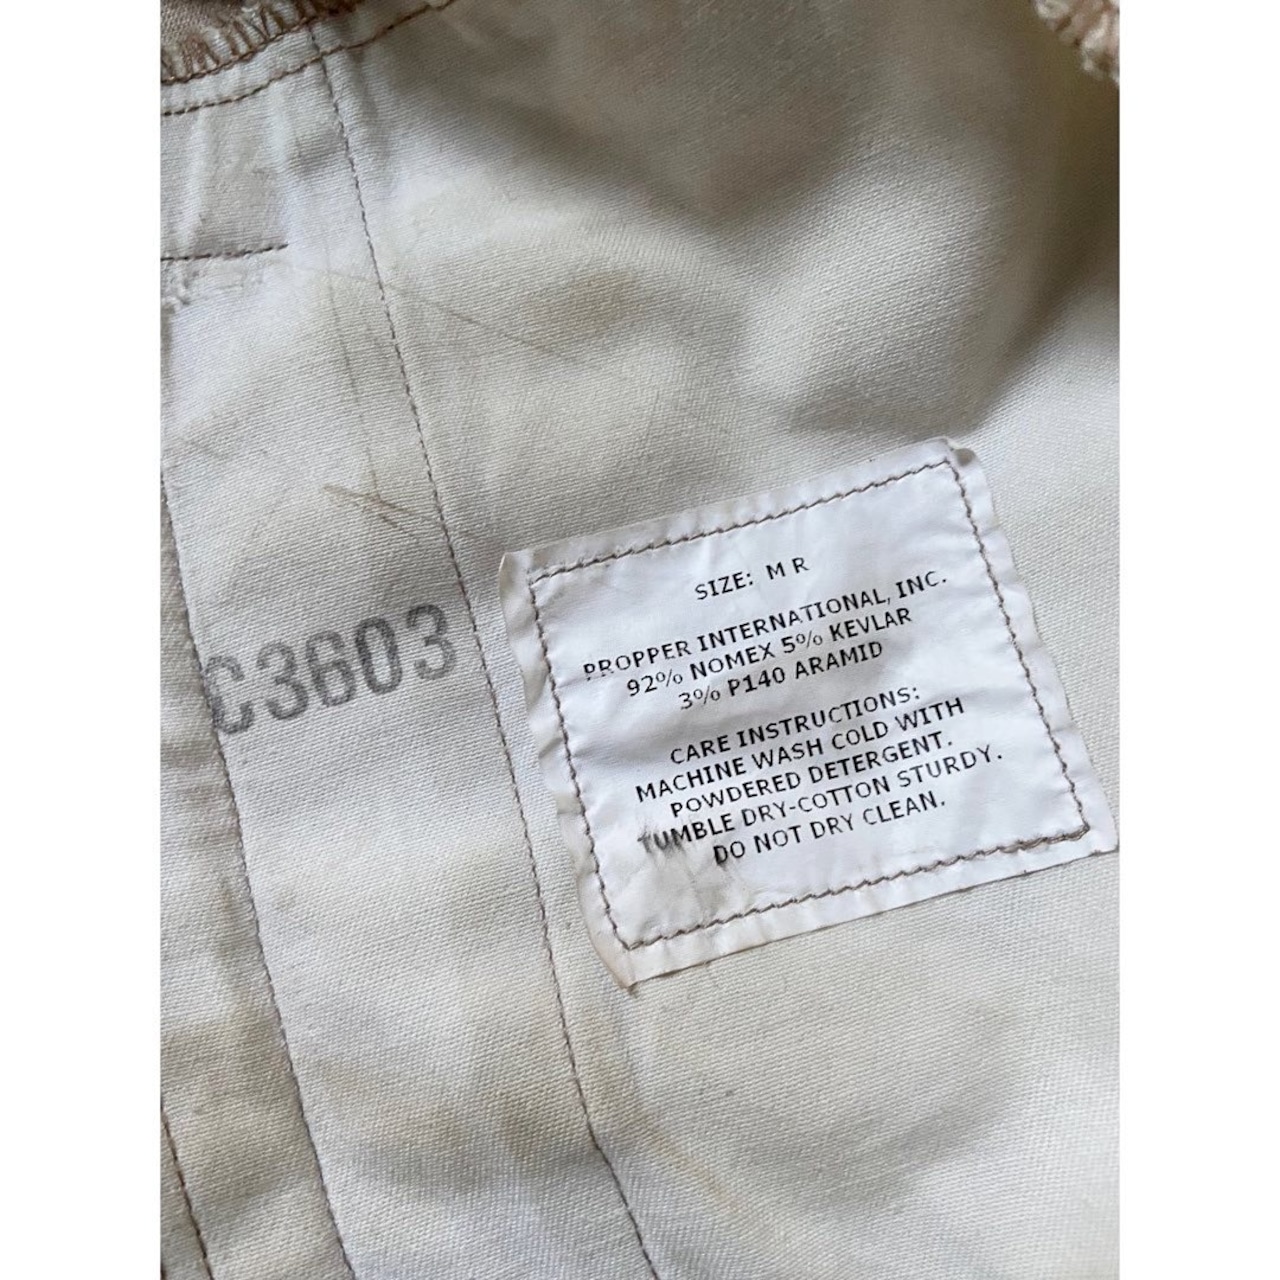 C3603
SIZE: M R
PROPPER INTERNATIONAL, INC.
92% NOMEX 5% KEVLAR
3% P140 ARAMID
CARE INSTRUCTIONS:
MACHINE WASH COLD WITH
POWDERED DETERGENT.
TUMBLE DRY-COTTON STURDY.
DO NOT DRY CLEAN.